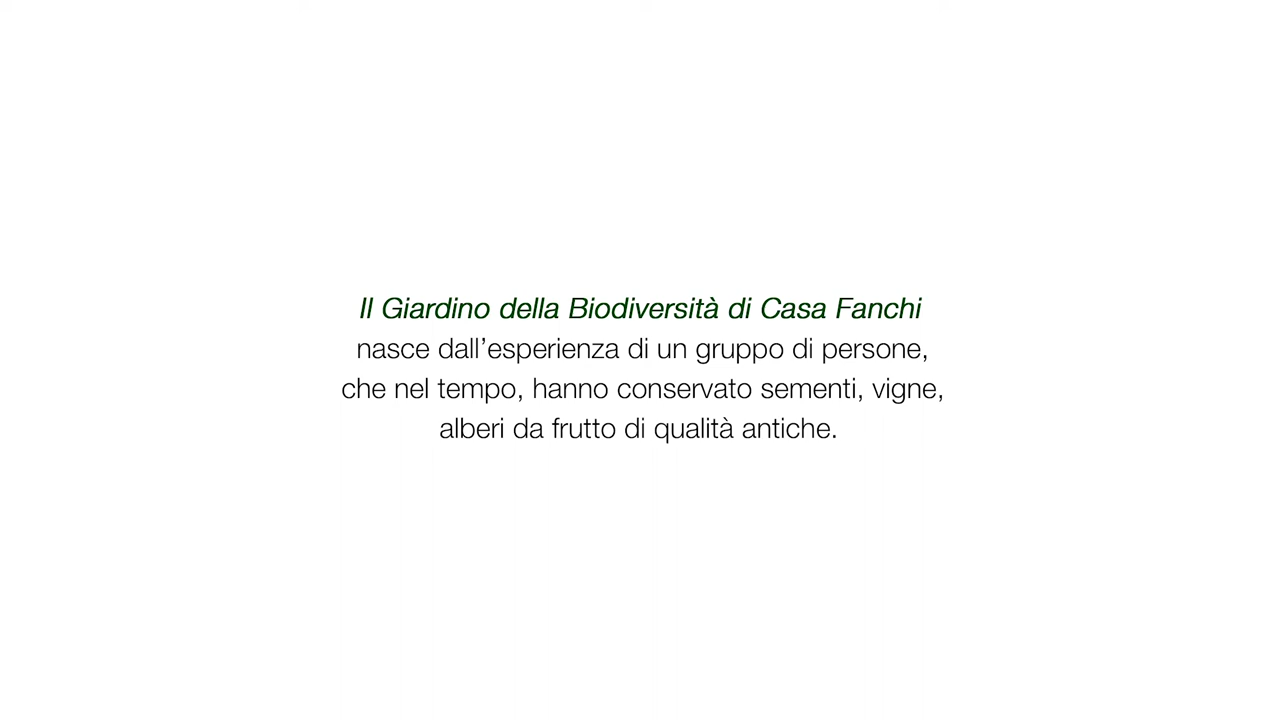 Il Giardino della Biodiversità di Casa Fanchi
nasce dall’esperienza di un gruppo di persone,
che nel tempo, hanno conservato sementi, vigne,
alberi da frutto di qualità antiche.